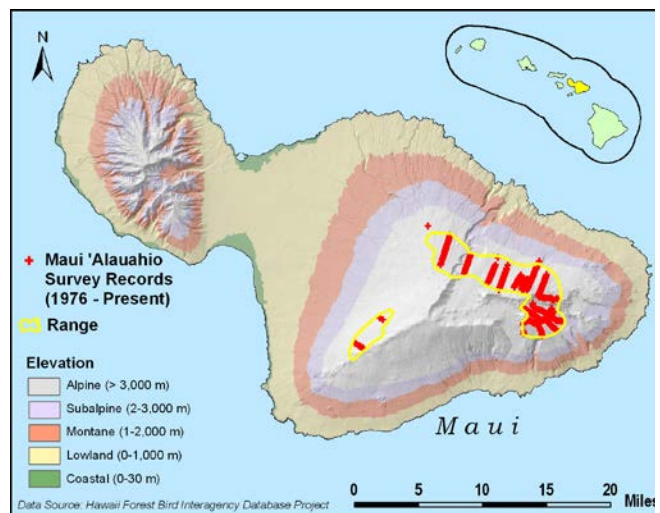 N
Maui 'Alauahio
Survey Records
(1976 - Present)
Range
Elevation
Alpine (> 3,000 m)
Subalpine (2-3,000 m)
Montane (1-2,000 m)
Lowland (0-1,000 m)
Coastal (0-30 m)
Maui
0 5 10 15 20
Miles
Data Source: Hawaii Forest Bird Interagency Database Project